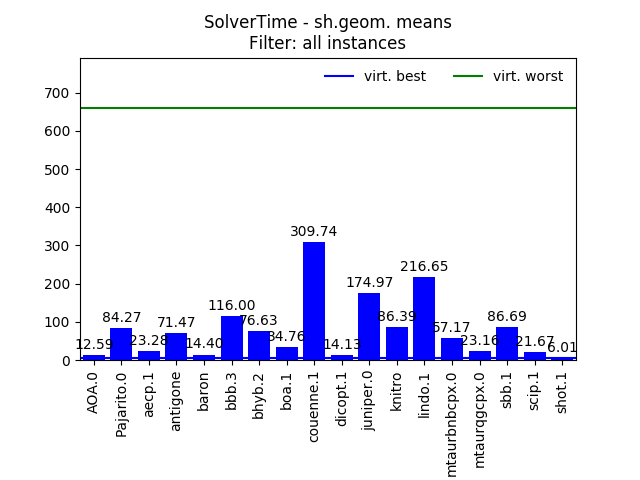 SolverTime - sh.geom. means
Filter: all instances
virt. best
virt. worst
700
600
500
400
300
200
100
0
12.59
84.27
23.28
71.47
14.40
116.00
76.63
34.76
309.74
14.13
174.97
86.39
216.65
57.17
23.16
86.69
21.67
6.01
AOA.0
Pajarito.0
aecp.1
antigone
baron
bbb.3
bhyb.2
boa.1
couenne.1
dicopt.1
juniper.0
knitro
lindo.1
mtaurbnbcpx.0
mtaurqgcpx.0
sbb.1
scip.1
shot.1